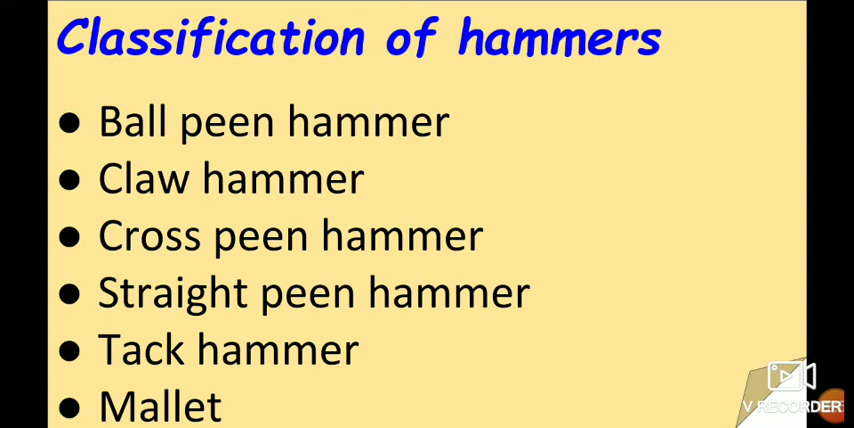 Classification of hammers
● Ball peen hammer
● Claw hammer
● Cross peen hammer
● Straight peen hammer
● Tack hammer
● Mallet
V RECORDER